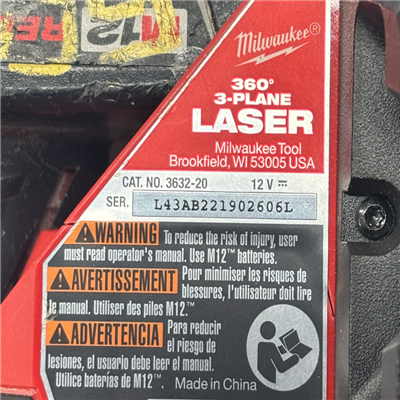 M12
Milwaukee®
360°
3-PLANE
LASER
Milwaukee Tool
Brookfield, WI 53005 USA
CAT. NO. 3632-20 12 V ⎓
SER. L43AB221902606L
WARNING To reduce the risk of injury, user
must read operator's manual. Use M12™ batteries.
AVERTISSEMENT Pour minimiser les risques de
blessures, l'utilisateur doit lire
le manual. Utiliser des piles M12.™
ADVERTENCIA Para reducir
el riesgo de
lesiones, el usuario debe leer el manual.
Utilice baterías de M12™.
Made in China